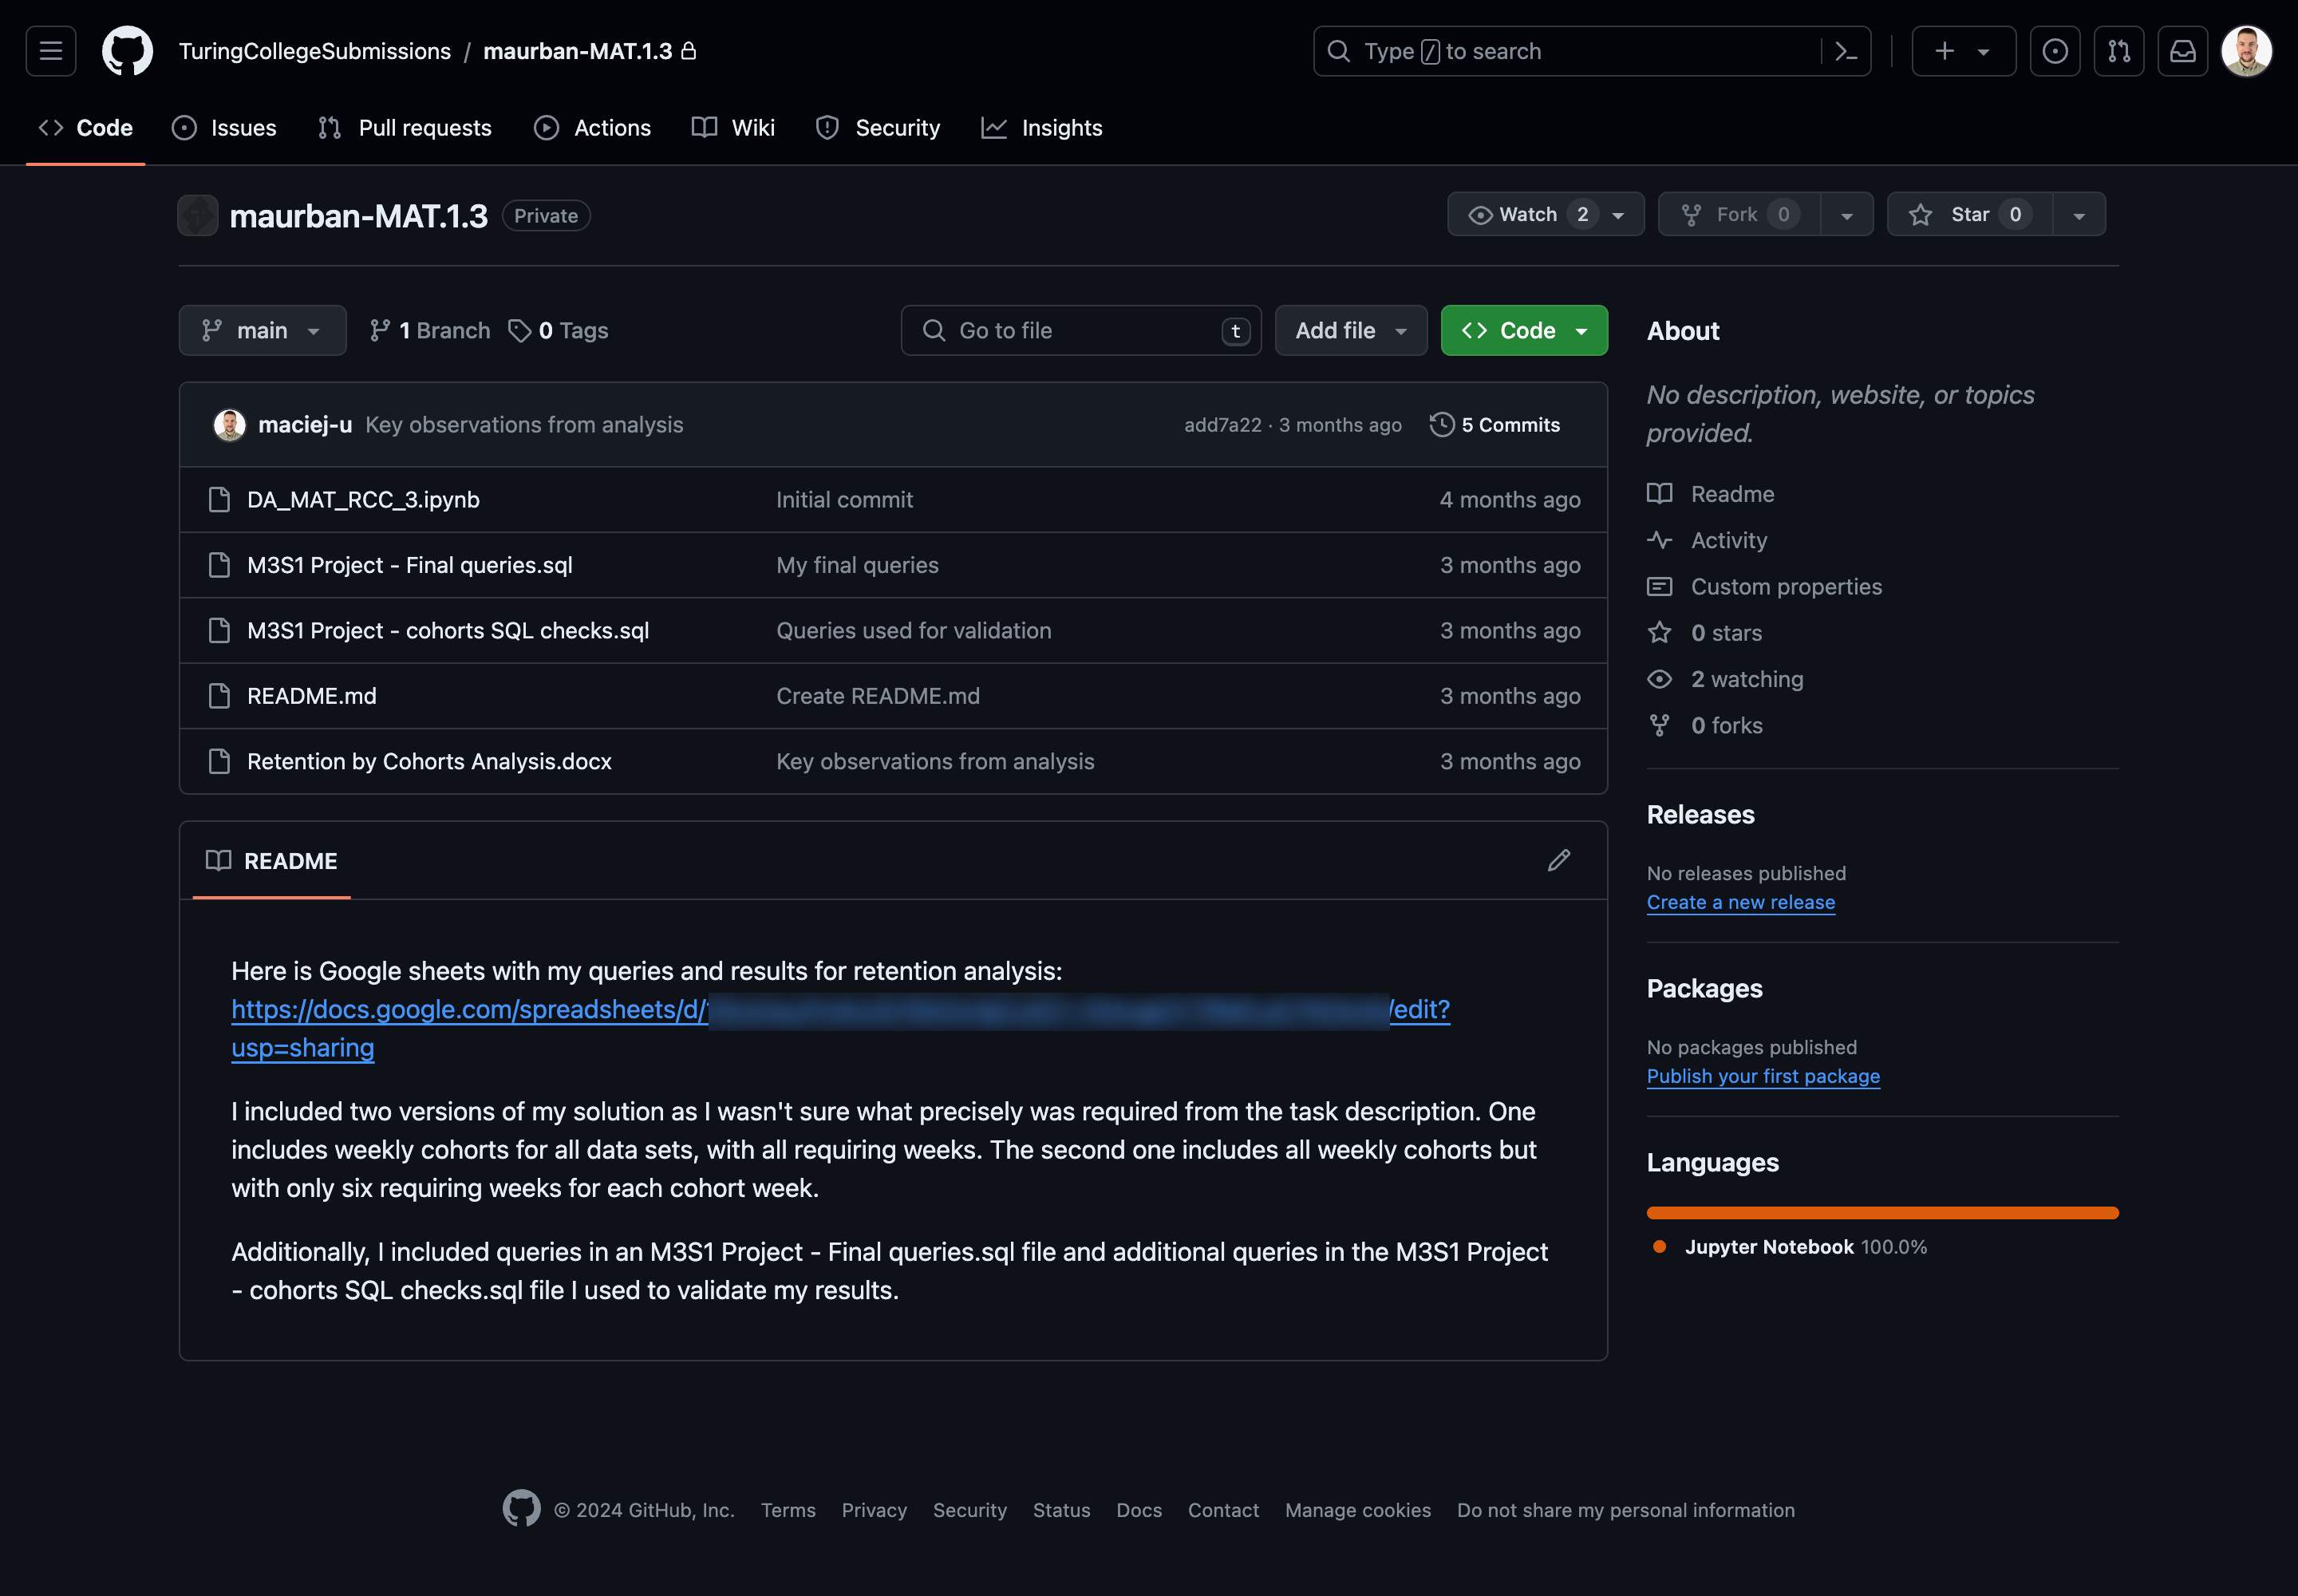 TuringCollegeSubmissions / maurban-MAT.1.3
Type / to search
Code Issues Pull requests Actions Wiki Security Insights
maurban-MAT.1.3 Private
Watch 2 Fork 0 Star 0
main 1 Branch 0 Tags
Go to file t Add file Code
maciej-u Key observations from analysis add7a22 · 3 months ago 5 Commits
DA_MAT_RCC_3.ipynb Initial commit 4 months ago
M3S1 Project - Final queries.sql My final queries 3 months ago
M3S1 Project - cohorts SQL checks.sql Queries used for validation 3 months ago
README.md Create README.md 3 months ago
Retention by Cohorts Analysis.docx Key observations from analysis 3 months ago
README
Here is Google sheets with my queries and results for retention analysis:
https://docs.google.com/spreadsheets/d/ /edit?
usp=sharing
I included two versions of my solution as I wasn't sure what precisely was required from the task description. One
includes weekly cohorts for all data sets, with all requiring weeks. The second one includes all weekly cohorts but
with only six requiring weeks for each cohort week.
Additionally, I included queries in an M3S1 Project - Final queries.sql file and additional queries in the M3S1 Project
- cohorts SQL checks.sql file I used to validate my results.
About
No description, website, or topics
provided.
Readme
Activity
Custom properties
0 stars
2 watching
0 forks
Releases
No releases published
Create a new release
Packages
No packages published
Publish your first package
Languages
Jupyter Notebook 100.0%
© 2024 GitHub, Inc. Terms Privacy Security Status Docs Contact Manage cookies Do not share my personal information